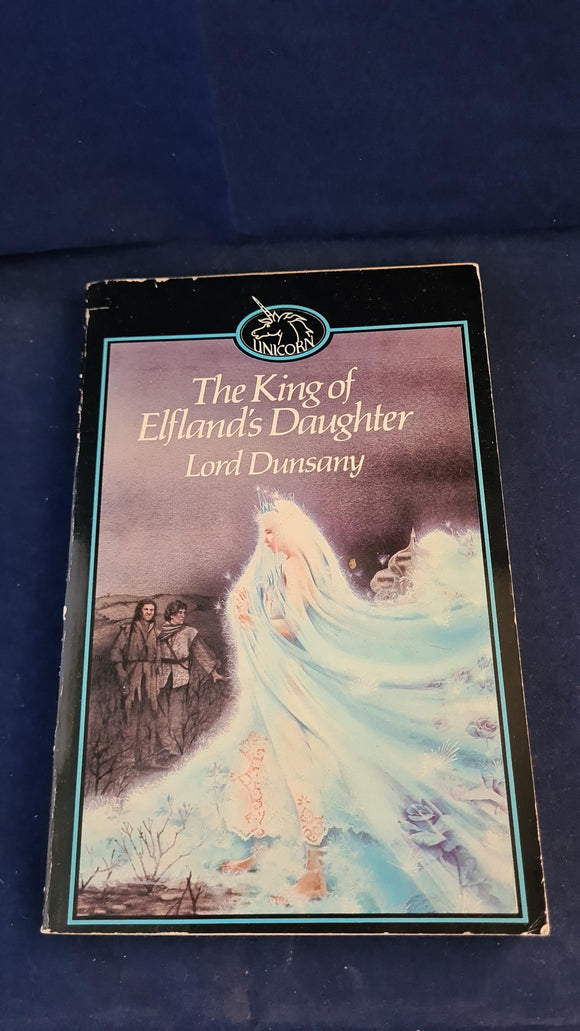 UNICORN
The King of
Elfland's Daughter
Lord Dunsany